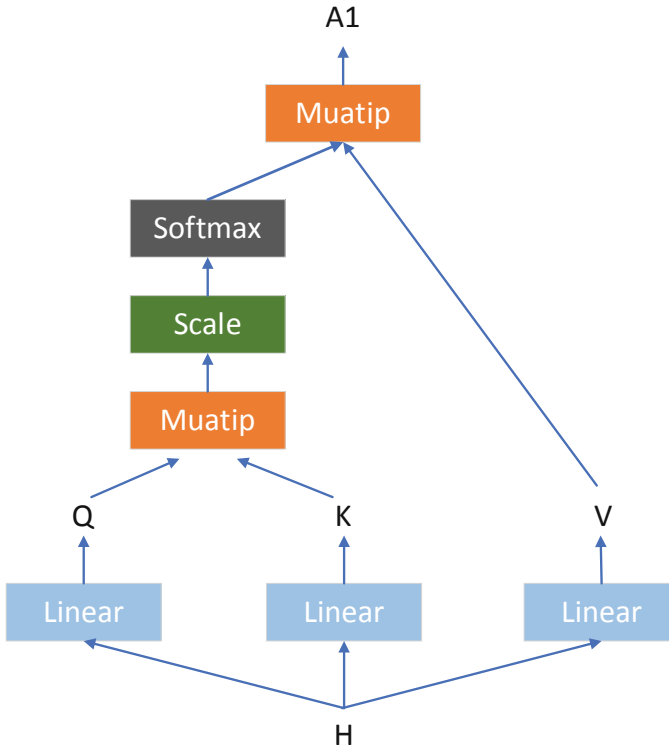 A1
Muatip
Softmax
Scale
Muatip
Q K V
Linear Linear Linear
H